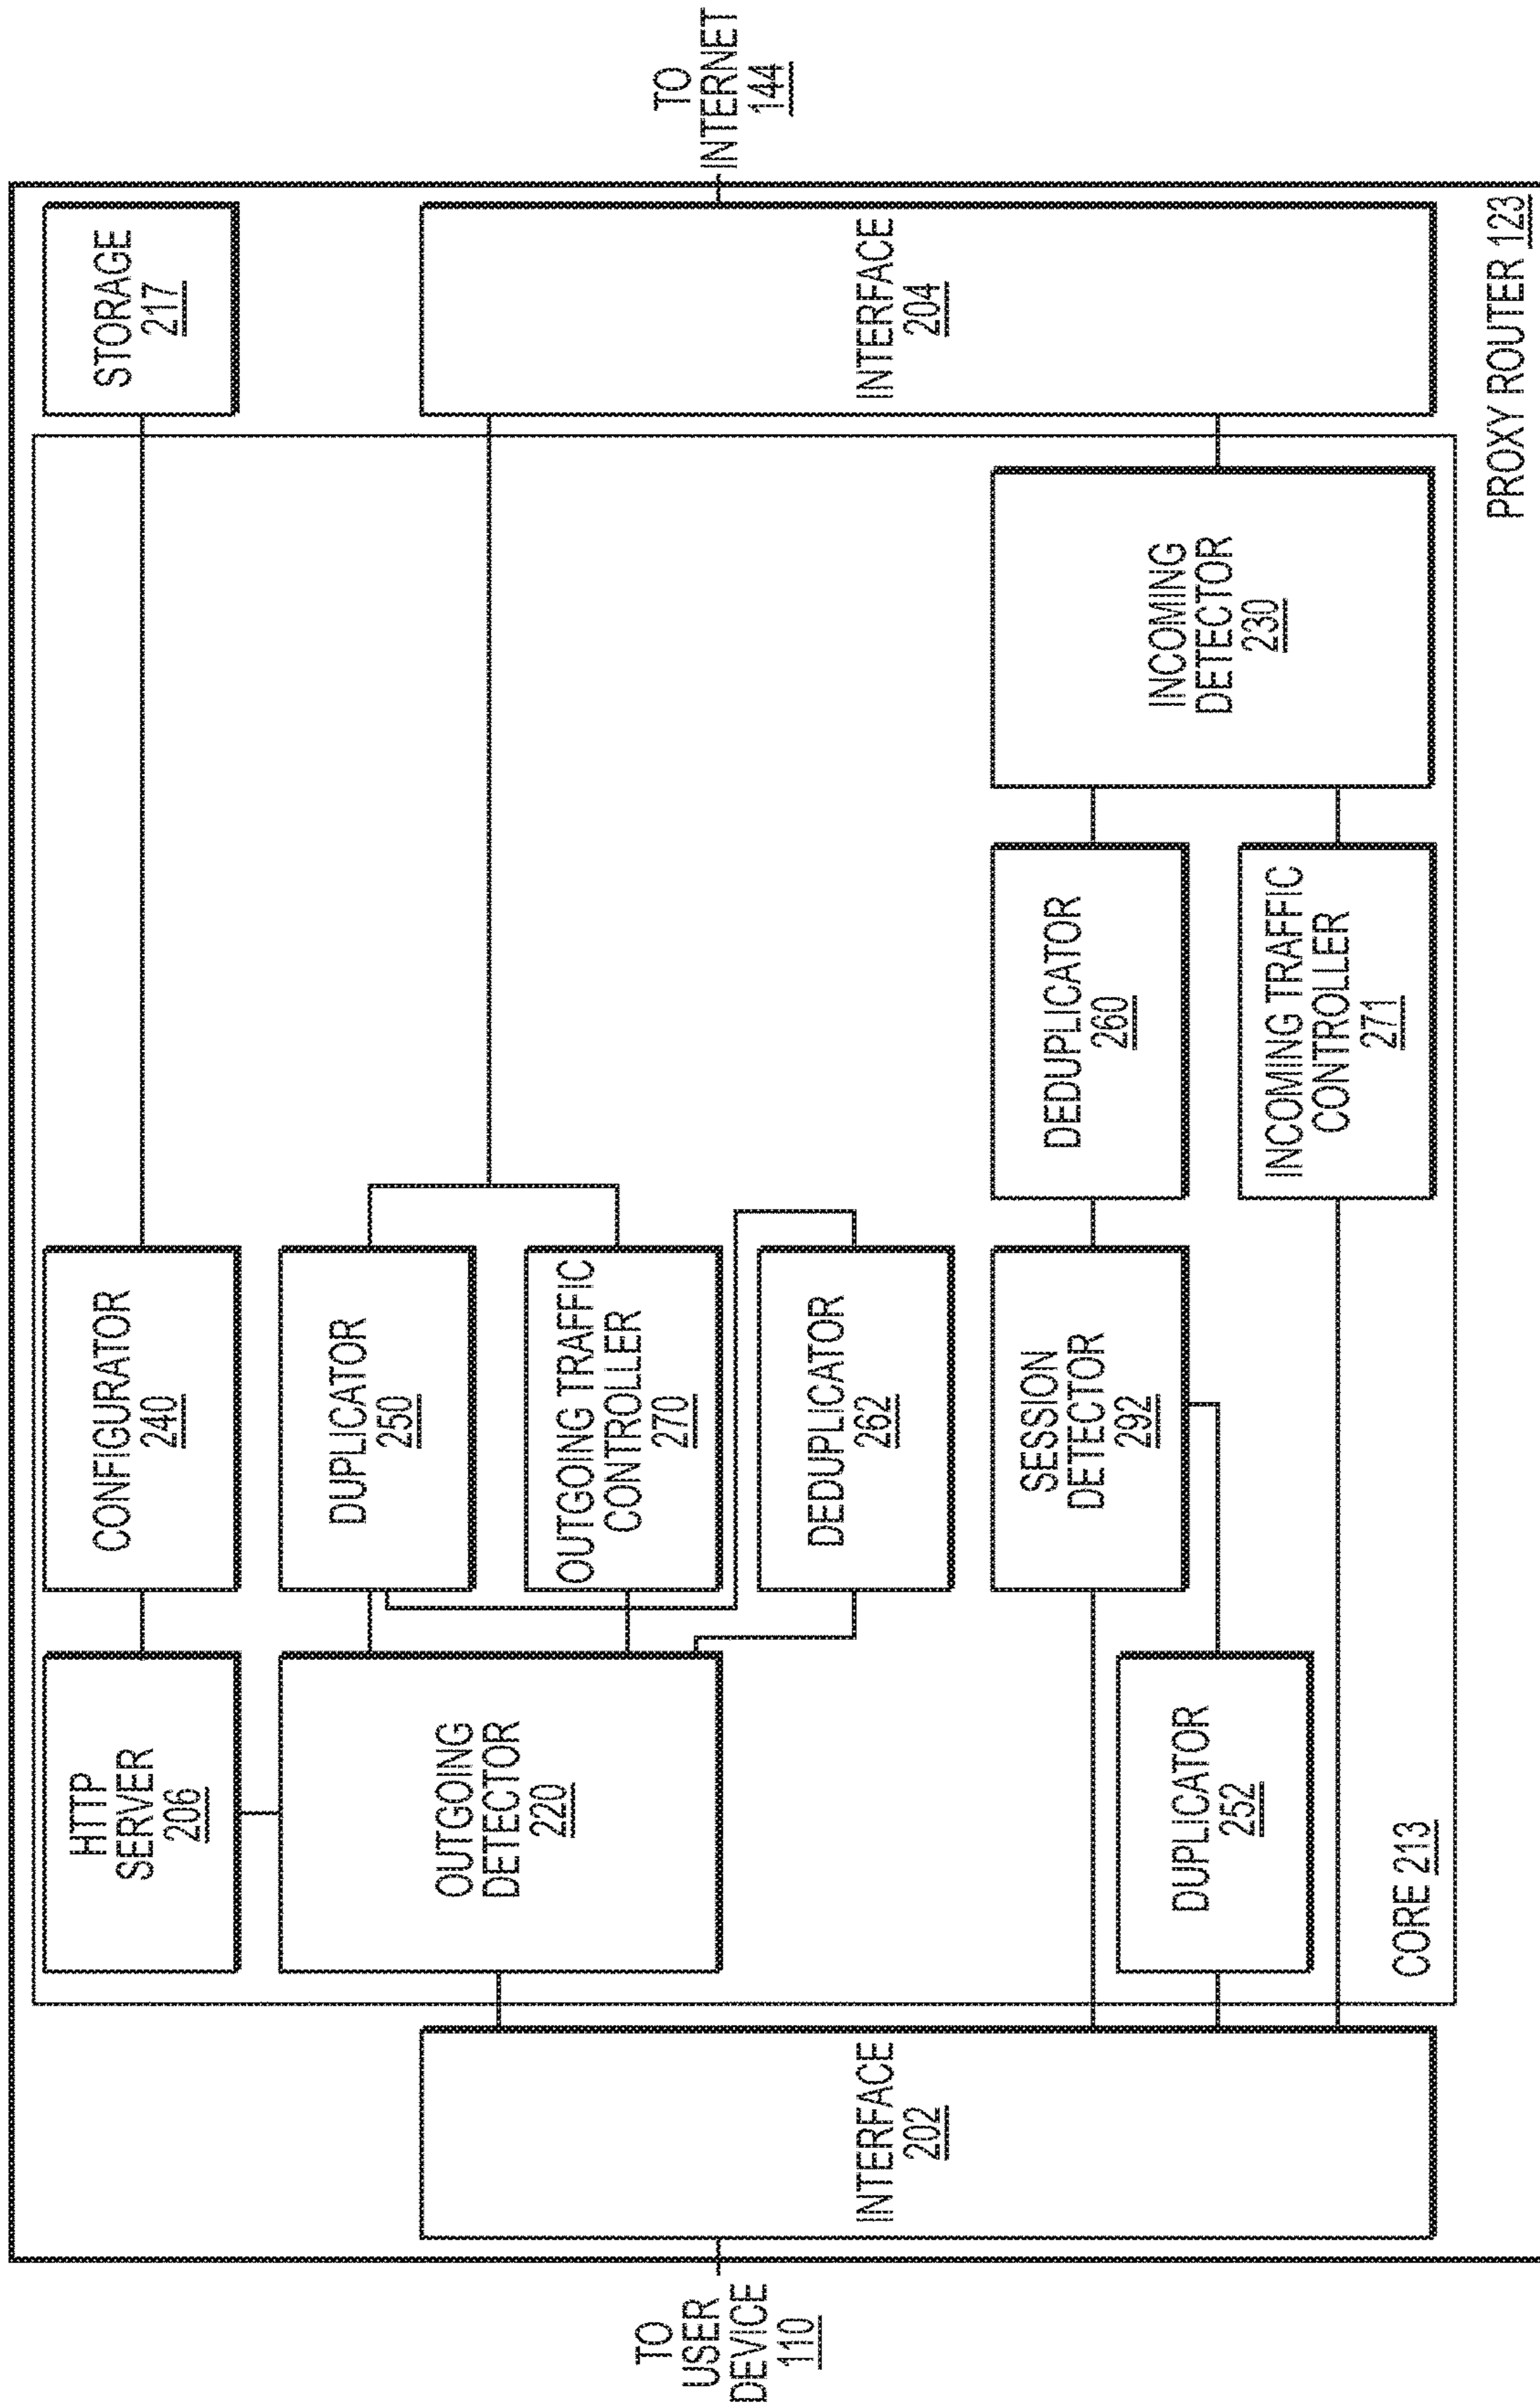 TO
USER
DEVICE
110
INTERFACE
202
HTTP
SERVER
206
CONFIGURATOR
240
STORAGE
217
OUTGOING
DETECTOR
220
DUPLICATOR
250
OUTGOING TRAFFIC
CONTROLLER
270
DEDUPLICATOR
262
SESSION
DETECTOR
292
DUPLICATOR
252
DEDUPLICATOR
260
INCOMING TRAFFIC
CONTROLLER
271
INCOMING
DETECTOR
230
INTERFACE
204
TO
INTERNET
144
CORE 213
PROXY ROUTER 123